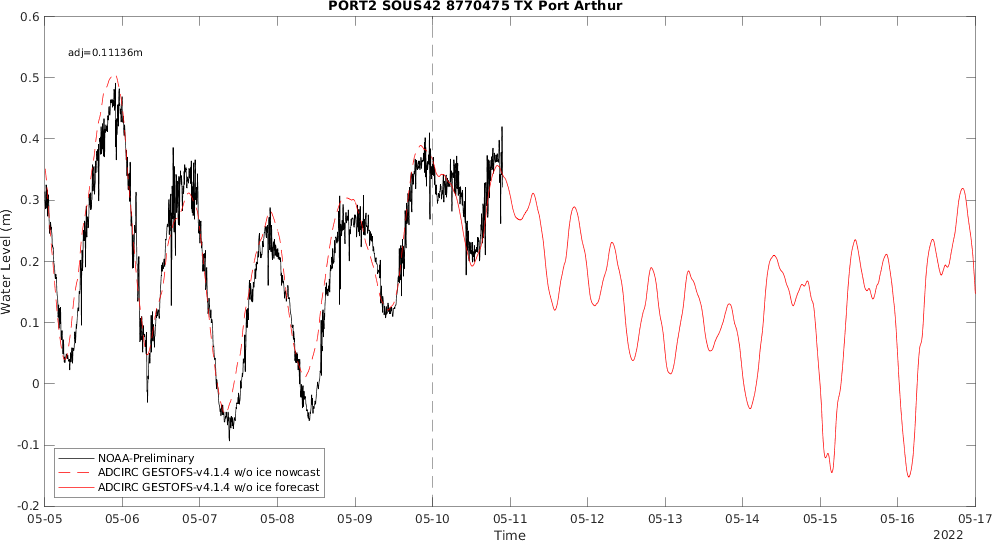 PORT2 SOUS42 8770475 TX Port Arthur
adj=0.11136m
0.6
0.5
0.4
0.3
0.2
0.1
0
-0.1
-0.2
Water Level (m)
NOAA-Preliminary
ADCIRC GESTOFS-v4.1.4 w/o ice nowcast
ADCIRC GESTOFS-v4.1.4 w/o ice forecast
05-05 05-06 05-07 05-08 05-09 05-10 05-11 05-12 05-13 05-14 05-15 05-16 05-17
Time
2022